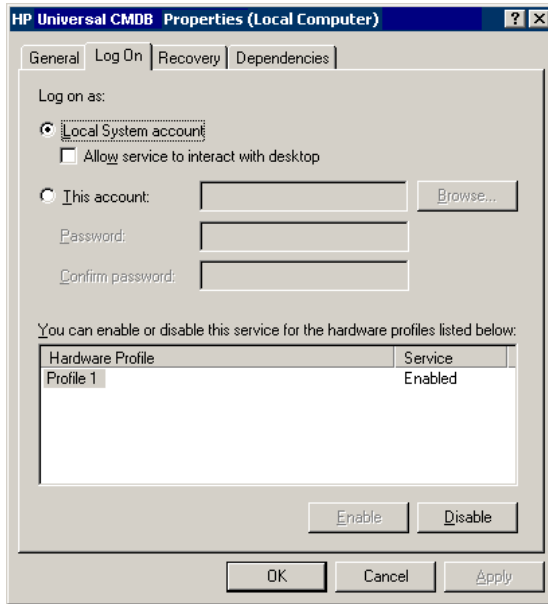 HP Universal CMDB Properties (Local Computer)
General Log On Recovery Dependencies
Log on as:
Local System account
Allow service to interact with desktop
This account: Browse...
Password:
Confirm password:
You can enable or disable this service for the hardware profiles listed below:
Hardware Profile Service
Profile 1 Enabled
Enable Disable
OK Cancel Apply